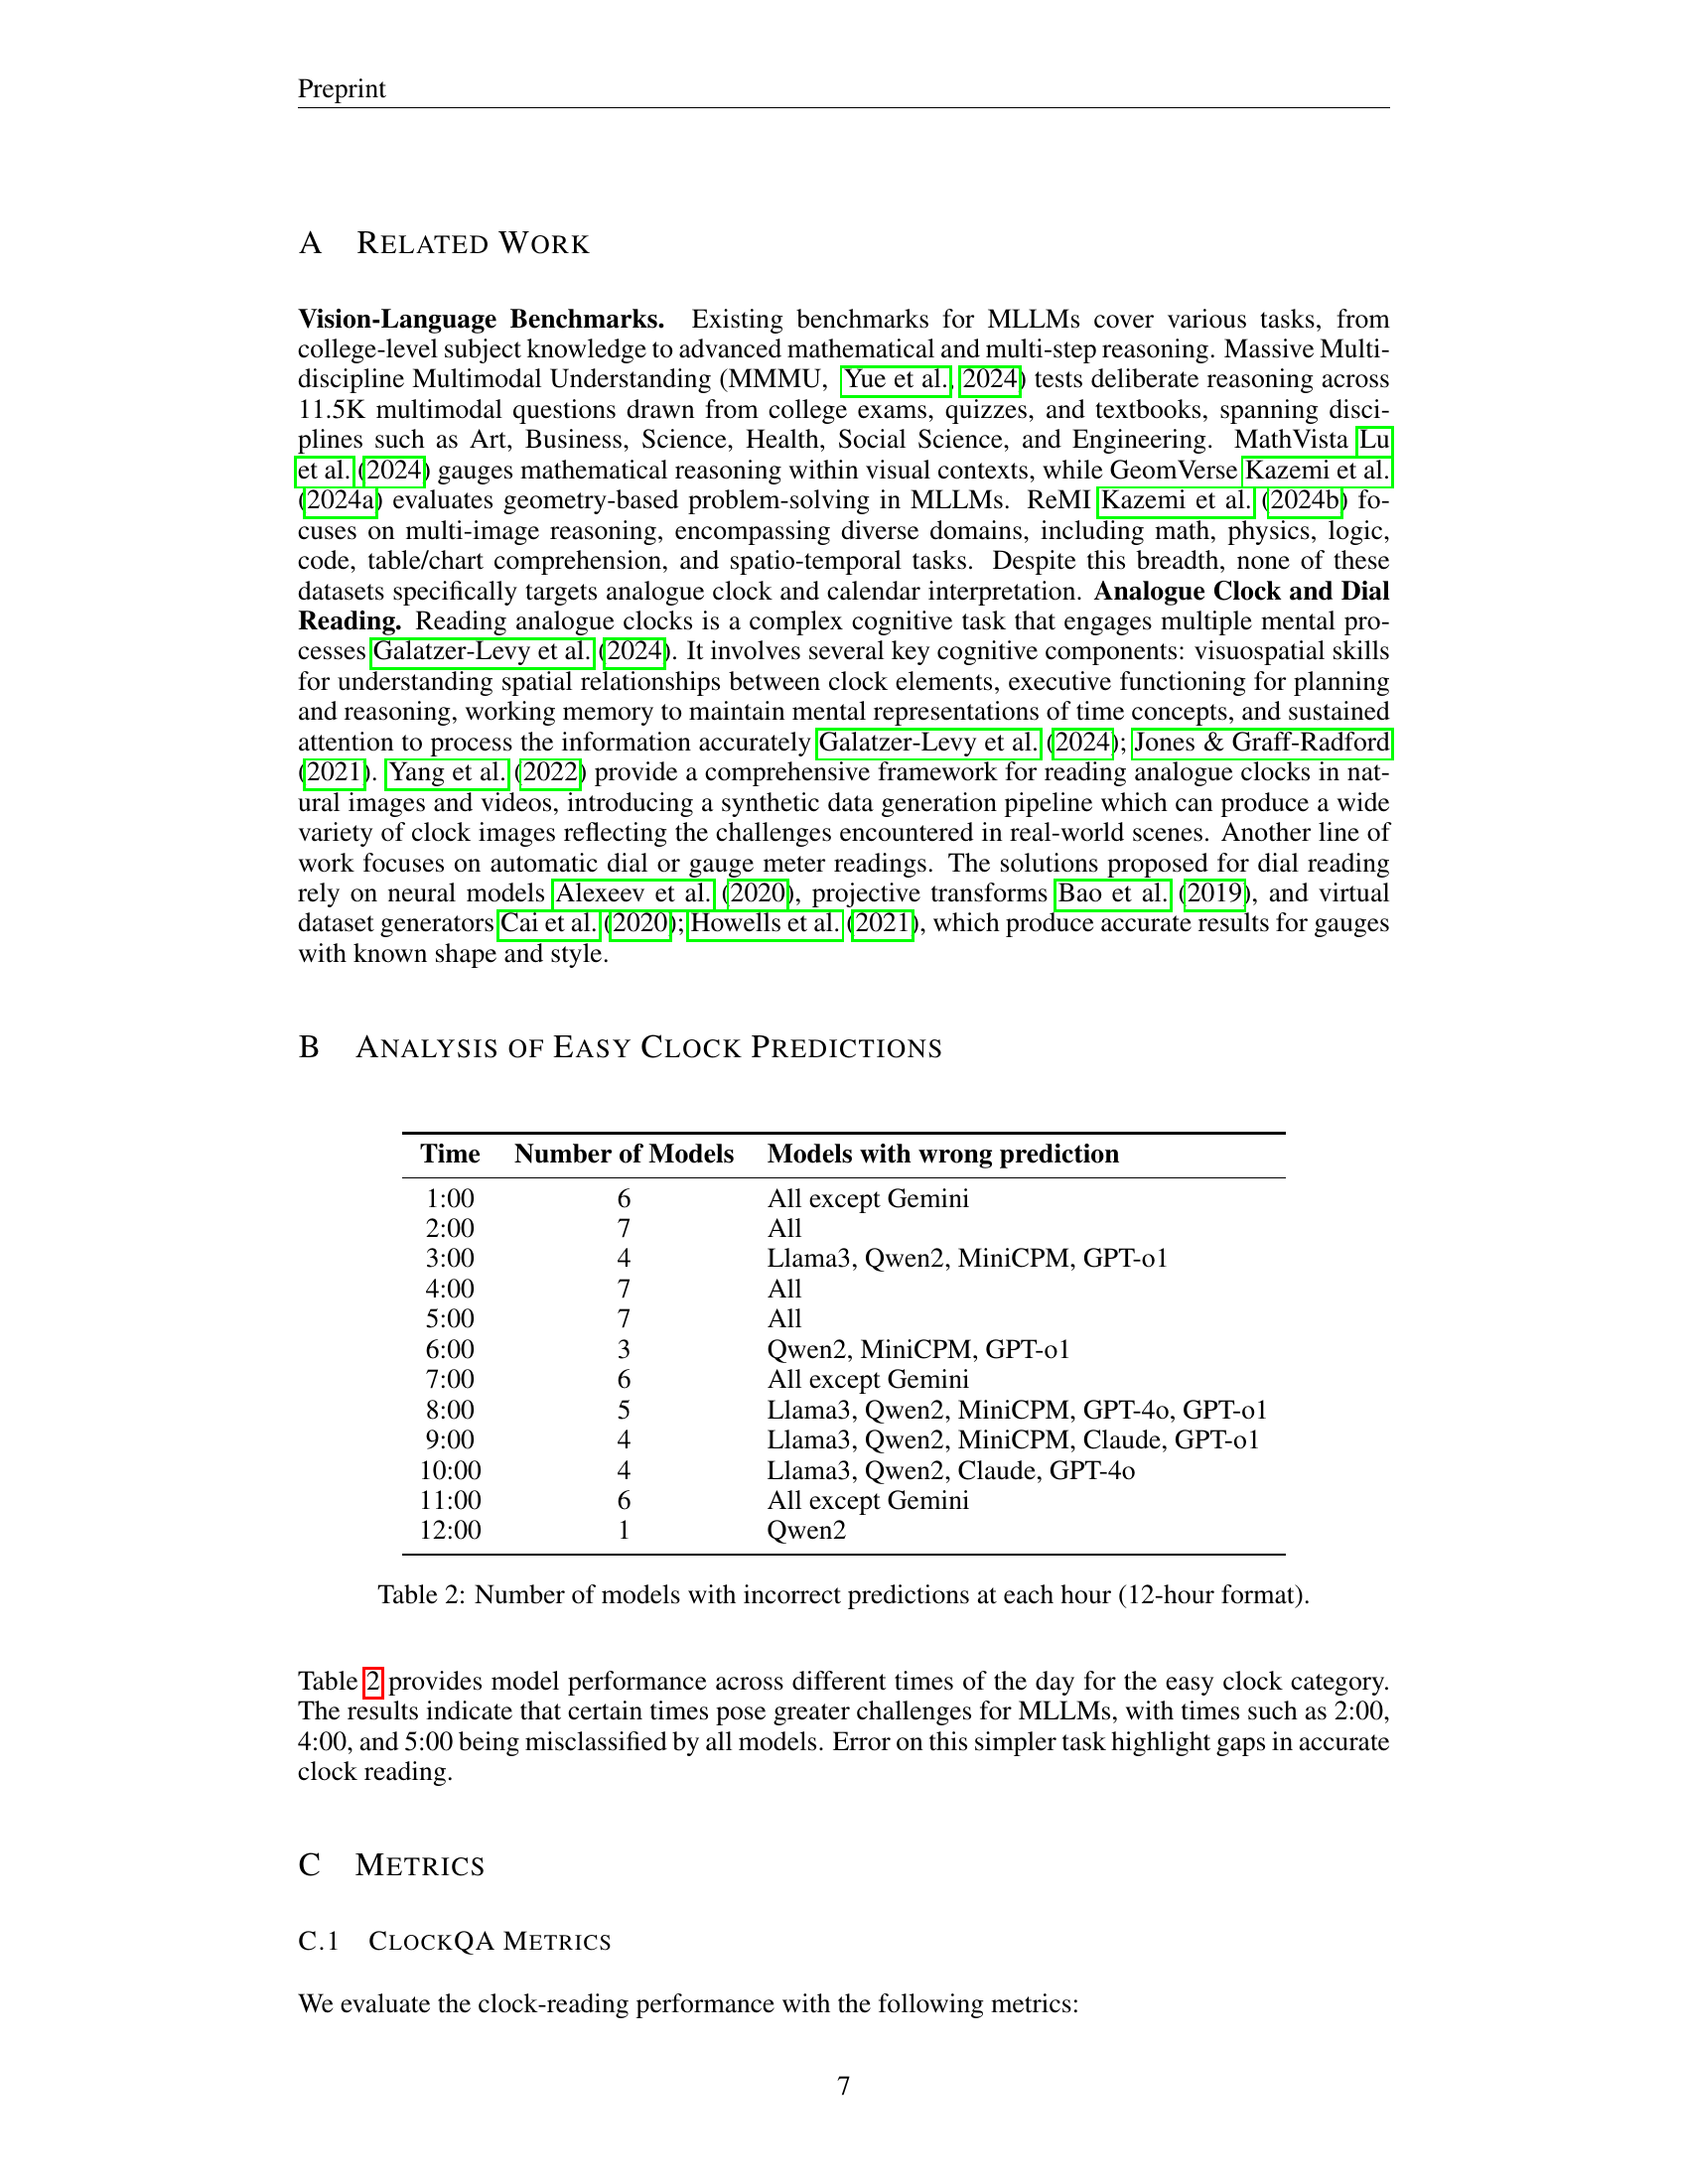 Preprint
A RELATED WORK
Vision-Language Benchmarks. Existing benchmarks for MLLMs cover various tasks, from
college-level subject knowledge to advanced mathematical and multi-step reasoning. Massive Multi-
discipline Multimodal Understanding (MMMU, Yue et al., 2024) tests deliberate reasoning across
11.5K multimodal questions drawn from college exams, quizzes, and textbooks, spanning disci-
plines such as Art, Business, Science, Health, Social Science, and Engineering. MathVista Lu
et al. (2024) gauges mathematical reasoning within visual contexts, while GeomVerse Kazemi et al.
(2024a) evaluates geometry-based problem-solving in MLLMs. ReMI Kazemi et al. (2024b) fo-
cuses on multi-image reasoning, encompassing diverse domains, including math, physics, logic,
code, table/chart comprehension, and spatio-temporal tasks. Despite this breadth, none of these
datasets specifically targets analogue clock and calendar interpretation. Analogue Clock and Dial
Reading. Reading analogue clocks is a complex cognitive task that engages multiple mental pro-
cesses Galatzer-Levy et al. (2024). It involves several key cognitive components: visuospatial skills
for understanding spatial relationships between clock elements, executive functioning for planning
and reasoning, working memory to maintain mental representations of time concepts, and sustained
attention to process the information accurately Galatzer-Levy et al. (2024); Jones & Graff-Radford
(2021). Yang et al. (2022) provide a comprehensive framework for reading analogue clocks in nat-
ural images and videos, introducing a synthetic data generation pipeline which can produce a wide
variety of clock images reflecting the challenges encountered in real-world scenes. Another line of
work focuses on automatic dial or gauge meter readings. The solutions proposed for dial reading
rely on neural models Alexeev et al. (2020), projective transforms Bao et al. (2019), and virtual
dataset generators Cai et al. (2020); Howells et al. (2021), which produce accurate results for gauges
with known shape and style.
B ANALYSIS OF EASY CLOCK PREDICTIONS
Time Number of Models Models with wrong prediction
1:00 6 All except Gemini
2:00 7 All
3:00 4 Llama3, Qwen2, MiniCPM, GPT-o1
4:00 7 All
5:00 7 All
6:00 3 Qwen2, MiniCPM, GPT-o1
7:00 6 All except Gemini
8:00 5 Llama3, Qwen2, MiniCPM, GPT-4o, GPT-o1
9:00 4 Llama3, Qwen2, MiniCPM, Claude, GPT-o1
10:00 4 Llama3, Qwen2, Claude, GPT-4o
11:00 6 All except Gemini
12:00 1 Qwen2
Table 2: Number of models with incorrect predictions at each hour (12-hour format).
Table 2 provides model performance across different times of the day for the easy clock category.
The results indicate that certain times pose greater challenges for MLLMs, with times such as 2:00,
4:00, and 5:00 being misclassified by all models. Error on this simpler task highlight gaps in accurate
clock reading.
C METRICS
C.1 CLOCKQA METRICS
We evaluate the clock-reading performance with the following metrics:
7